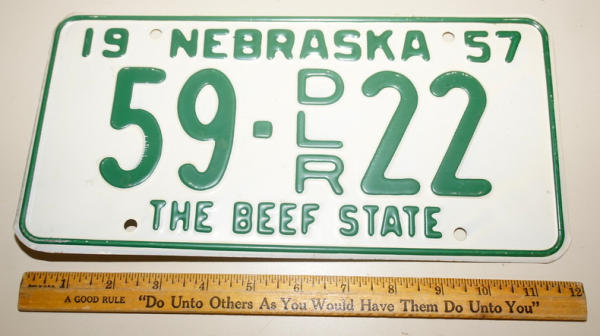 19 NEBRASKA 57
59-DLR 22
THE BEEF STATE
1 2 3 4 5 6 7 8 9 10 11 12
A GOOD RULE "Do Unto Others As You Would Have Them Do Unto You"